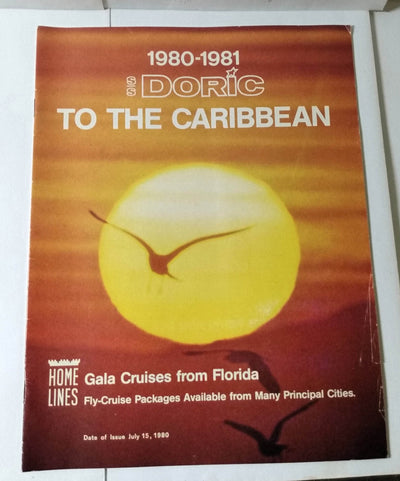 1980-1981
SS DORIC
TO THE CARIBBEAN
HOME LINES
Gala Cruises from Florida
Fly-Cruise Packages Available from Many Principal Cities.
Date of Issue July 15, 1980